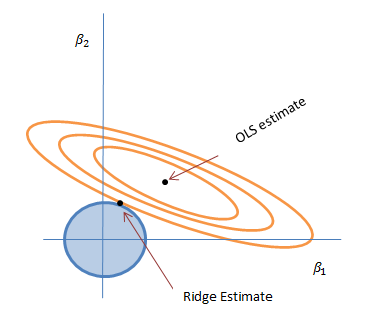 β₂
OLS estimate
β₁
Ridge Estimate